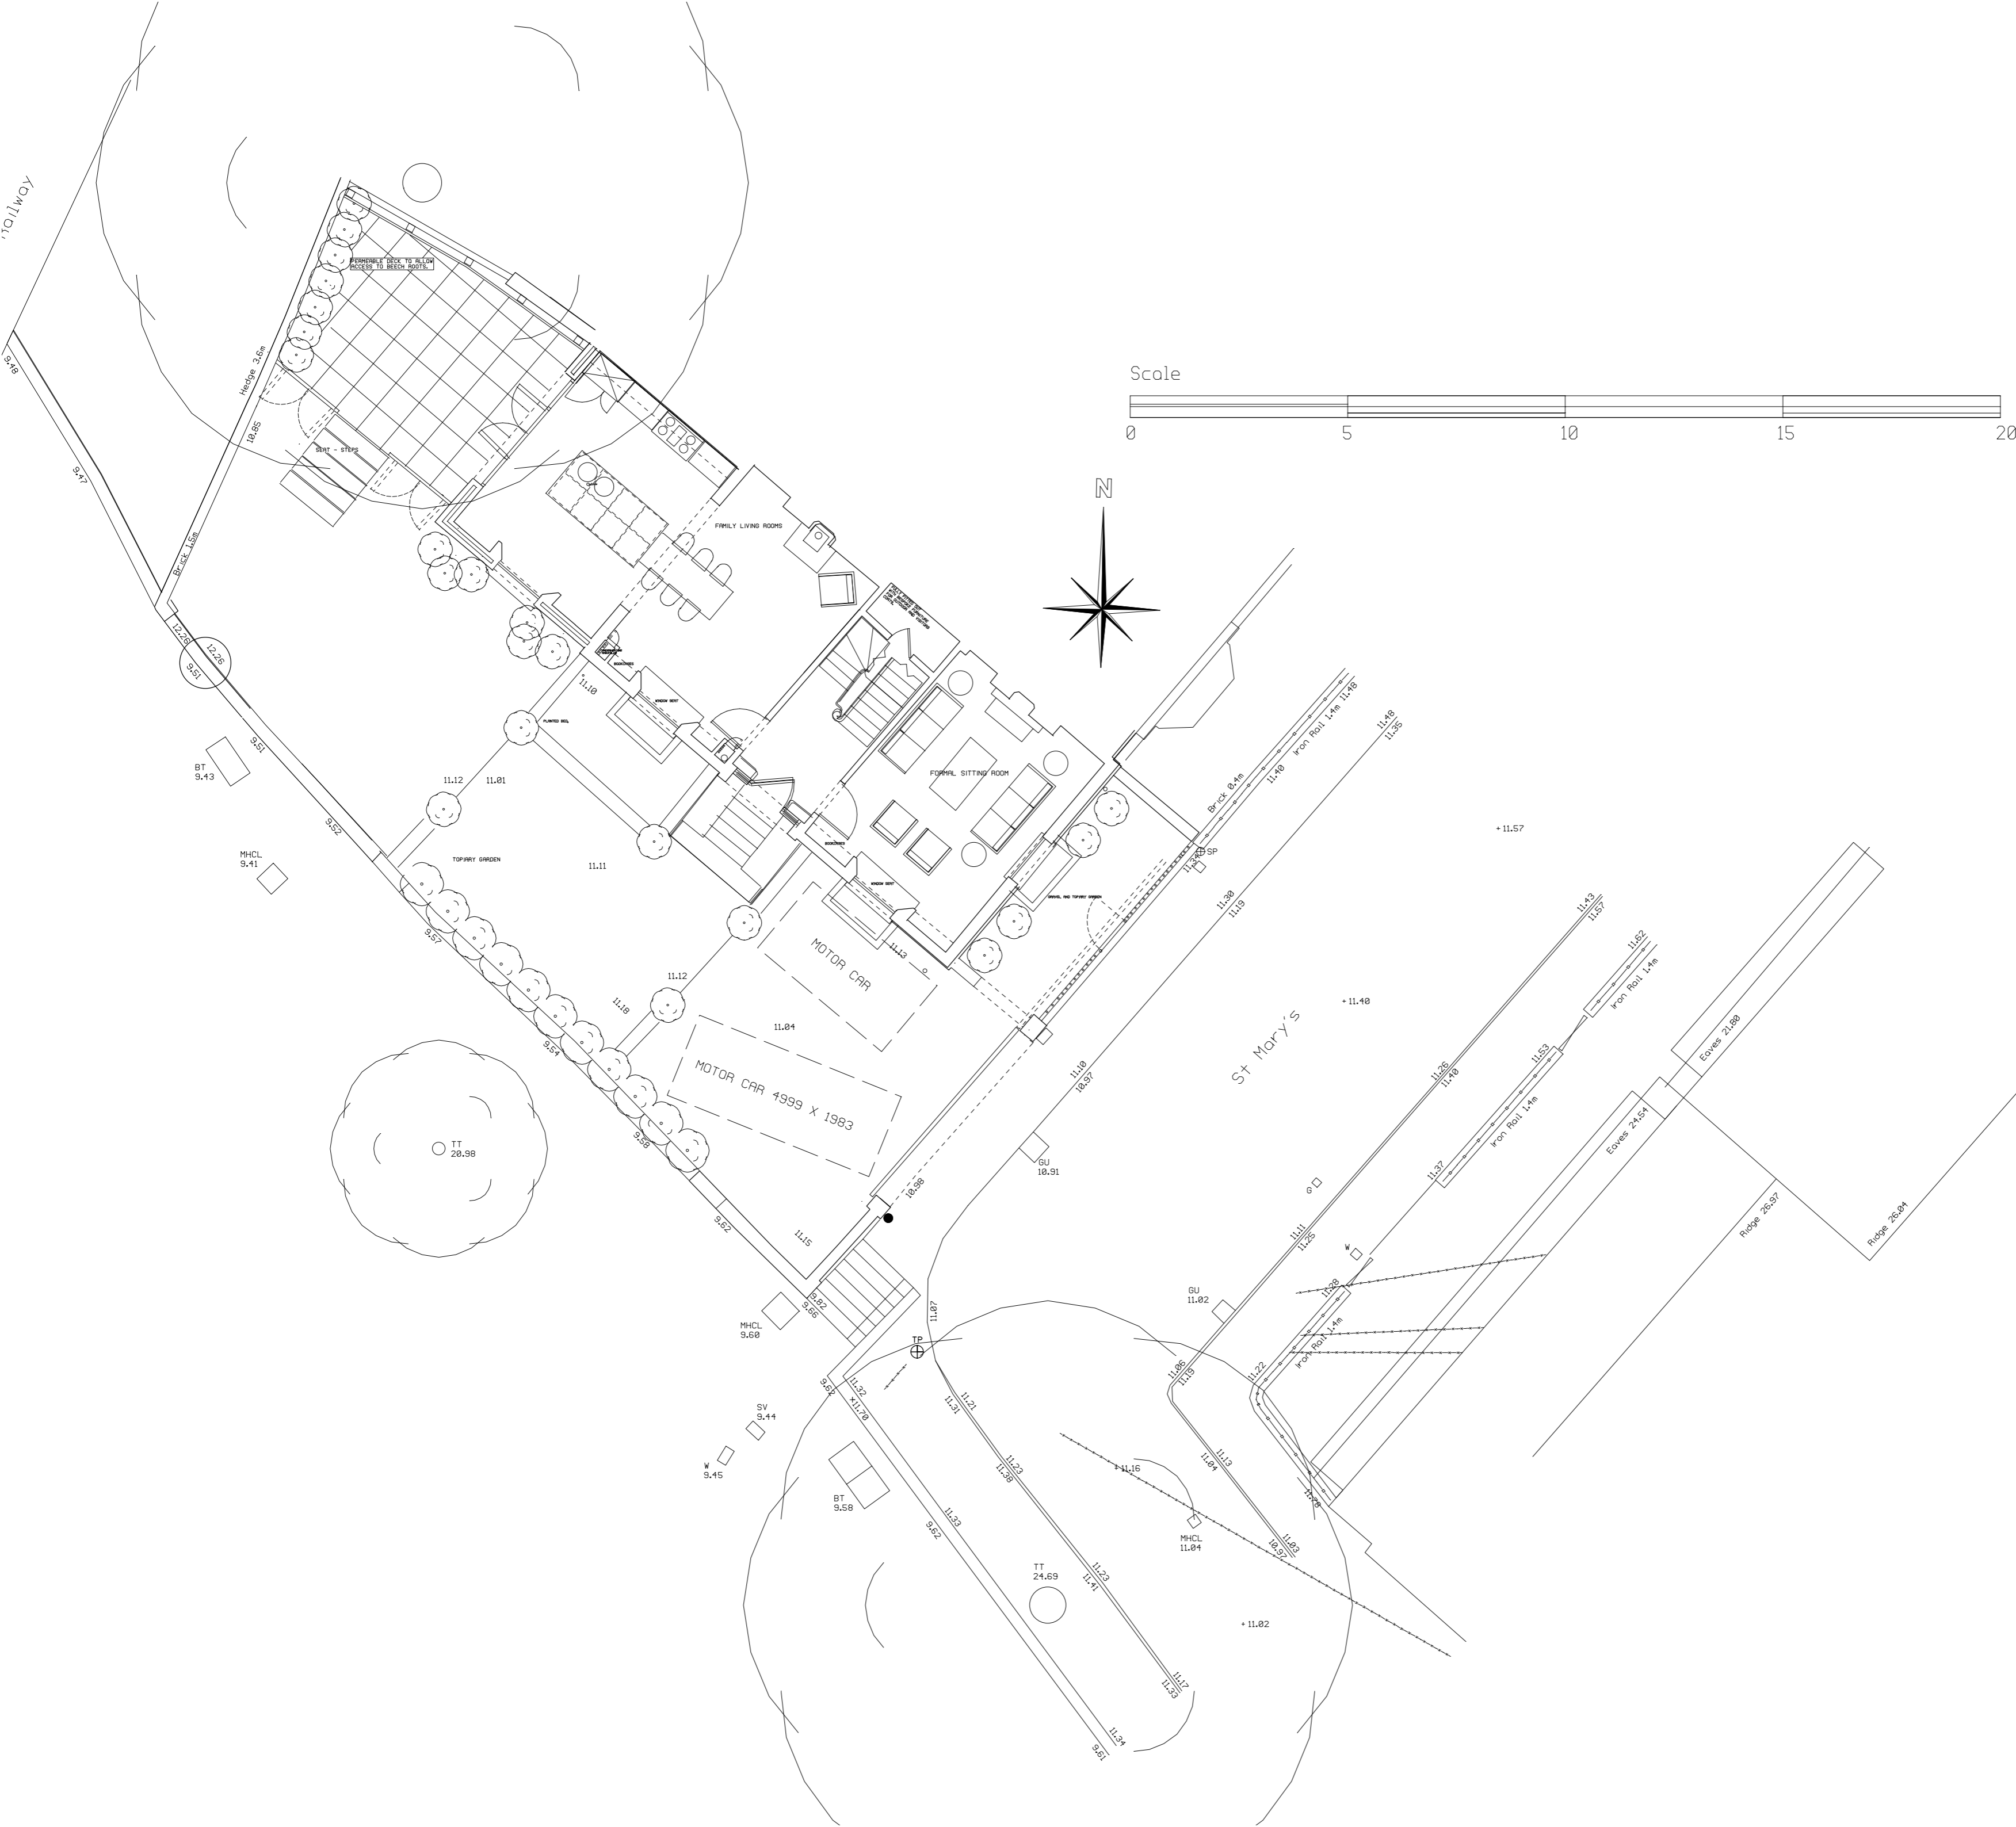 Railway
PERMEABLE DECK TO ALLOW
ACCESS TO BEECH ROOTS.
Hedge 3.6m
9.48
10.85
SEAT - STEPS
9.47
Brick 1.5m
12.26
12.26
9.51
9.51
BT
9.43
MHCL
9.41
9.52
Scale
0
5
10
15
20
N
FAMILY LIVING ROOMS
BOOKCASES
WINDOW SEAT
11.10
PLANTED BED.
11.12
11.01
TOPIARY GARDEN
11.11
FORMAL SITTING ROOM
BOOKCASES
WINDOW SEAT
GRAVEL AND TOPIARY GARDEN
11.13
MOTOR CAR
11.12
11.18
11.04
MOTOR CAR 4999 X 1983
9.57
9.54
9.58
9.62
TT
20.98
11.15
10.98
Brick 0.4m
Iron Rail 1.4m
11.48
11.40
11.48
11.35
11.34
SP
11.30
11.19
+11.57
+11.40
St Mary's
11.10
10.97
GU
10.91
11.43
11.57
11.62
Iron Rail 1.4m
11.53
Iron Rail 1.4m
11.37
11.26
11.40
Eaves 21.80
Eaves 24.54
Ridge 26.97
Ridge 26.04
G
11.11
11.25
W
GU
11.02
11.28
Iron Rail 1.4m
11.22
11.06
11.19
11.07
9.82
9.66
MHCL
9.60
TP
9.62
11.32
×11.70
SV
9.44
W
9.45
BT
9.58
11.21
11.31
11.23
11.38
11.33
9.62
+11.16
11.13
11.04
11.28
MHCL
11.04
11.03
10.97
TT
24.69
11.23
11.41
+11.02
11.17
11.33
11.34
9.61